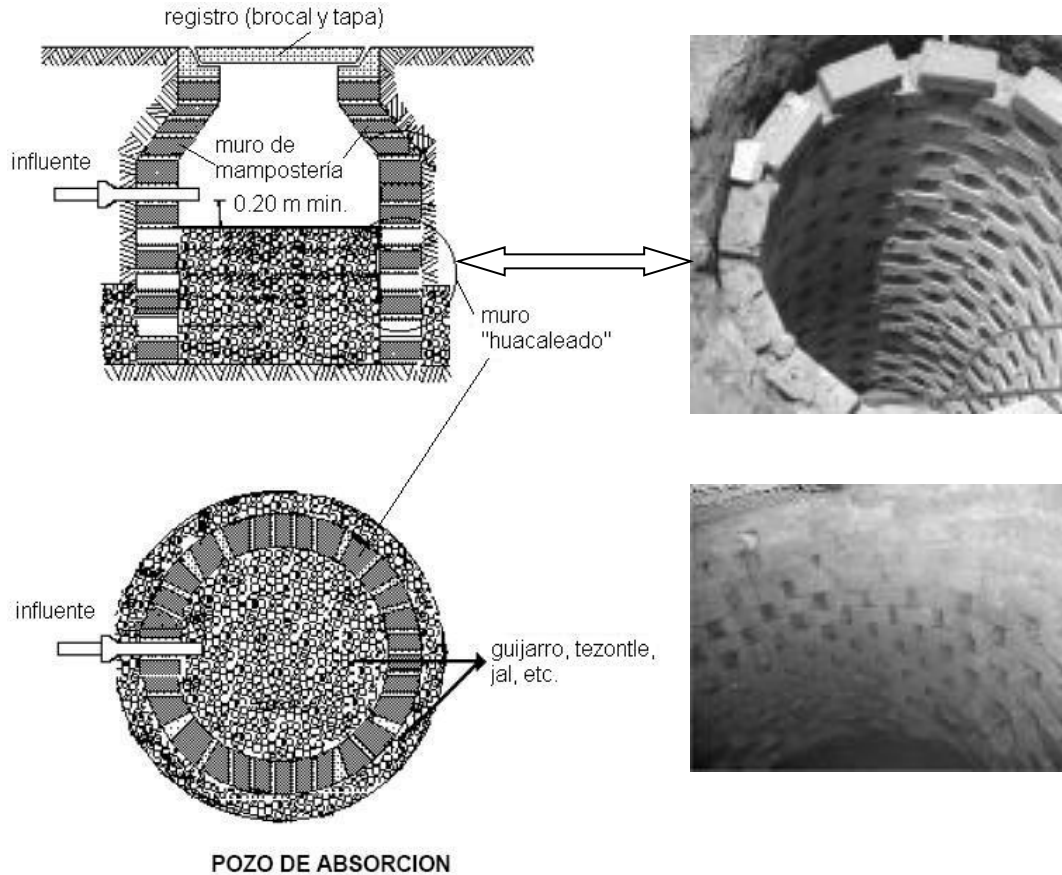 registro (brocal y tapa)
influente
muro de
mampostería
0.20 m min.
muro
"huacaleado"
influente
guijarro, tezontle,
jal, etc.
POZO DE ABSORCION